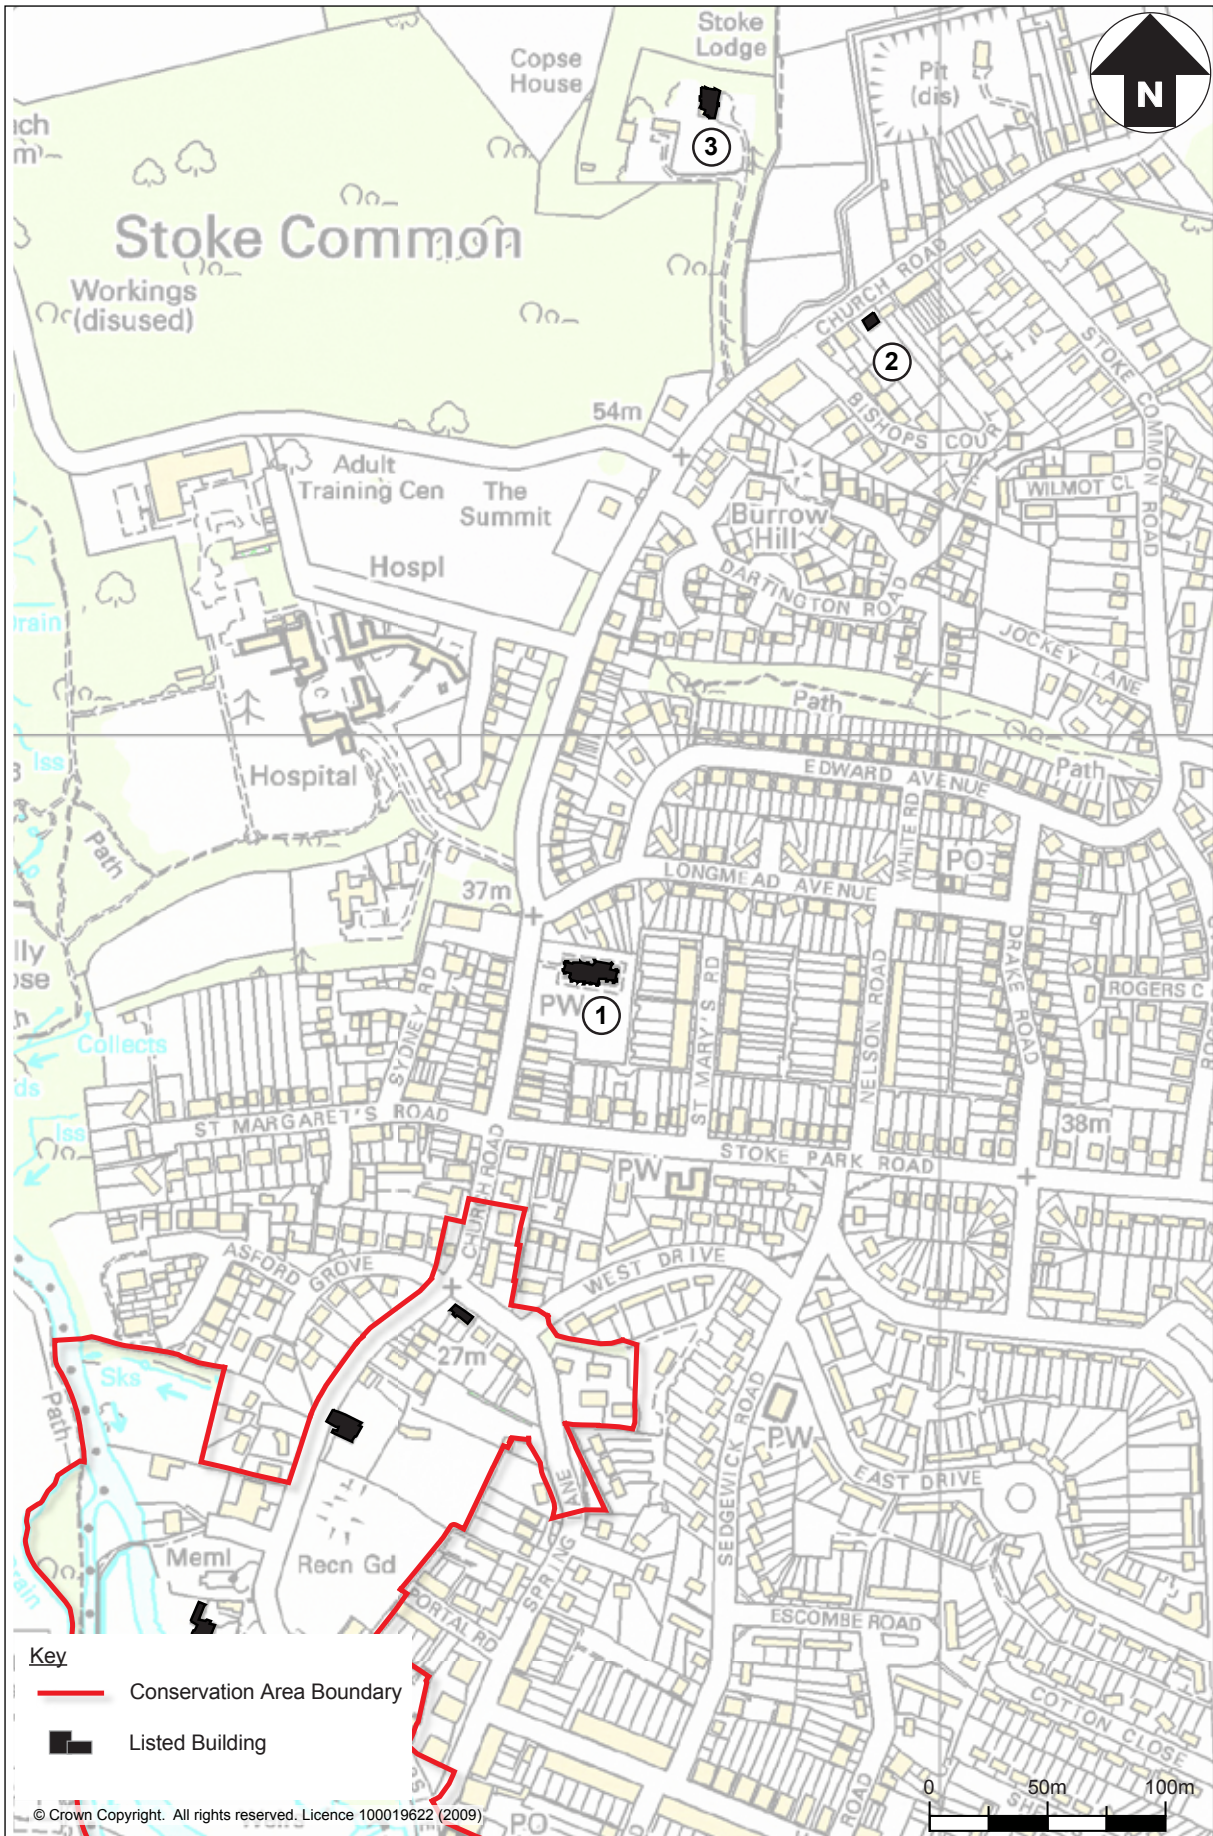 Stoke
Lodge
Copse
House
Pit
(dis)
N
3
Stoke Common
Workings
(disused)
CHURCH ROAD
2
STOKE COMMON ROAD
BISHOPS COURT
54m
Adult
Training Cen
The
Summit
WILMOT CL
Burrow
Hill
Hospl
DARTINGTON ROAD
JOCKEY LANE
Path
Iss
Hospital
EDWARD AVENUE
Path
Path
WHITE RD
PO
LONGMEAD AVENUE
37m
DRAKE ROAD
NELSON ROAD
ROGERS C
PW
1
ST MARY'S RD
SYDNEY RD
Collects
ST MARGARET'S ROAD
Iss
38m
STOKE PARK ROAD
CHURCH ROAD
PW
ASFORD GROVE
WEST DRIVE
27m
Sks
Path
SEDGEWICK ROAD
PW
EAST DRIVE
Meml
Recn Gd
SPRING LANE
PORTAL RD
ESCOMBE ROAD
COTTON CLOSE
Key
Conservation Area Boundary
Listed Building
ROAD
PO
0 50m 100m
© Crown Copyright. All rights reserved. Licence 100019622 (2009)